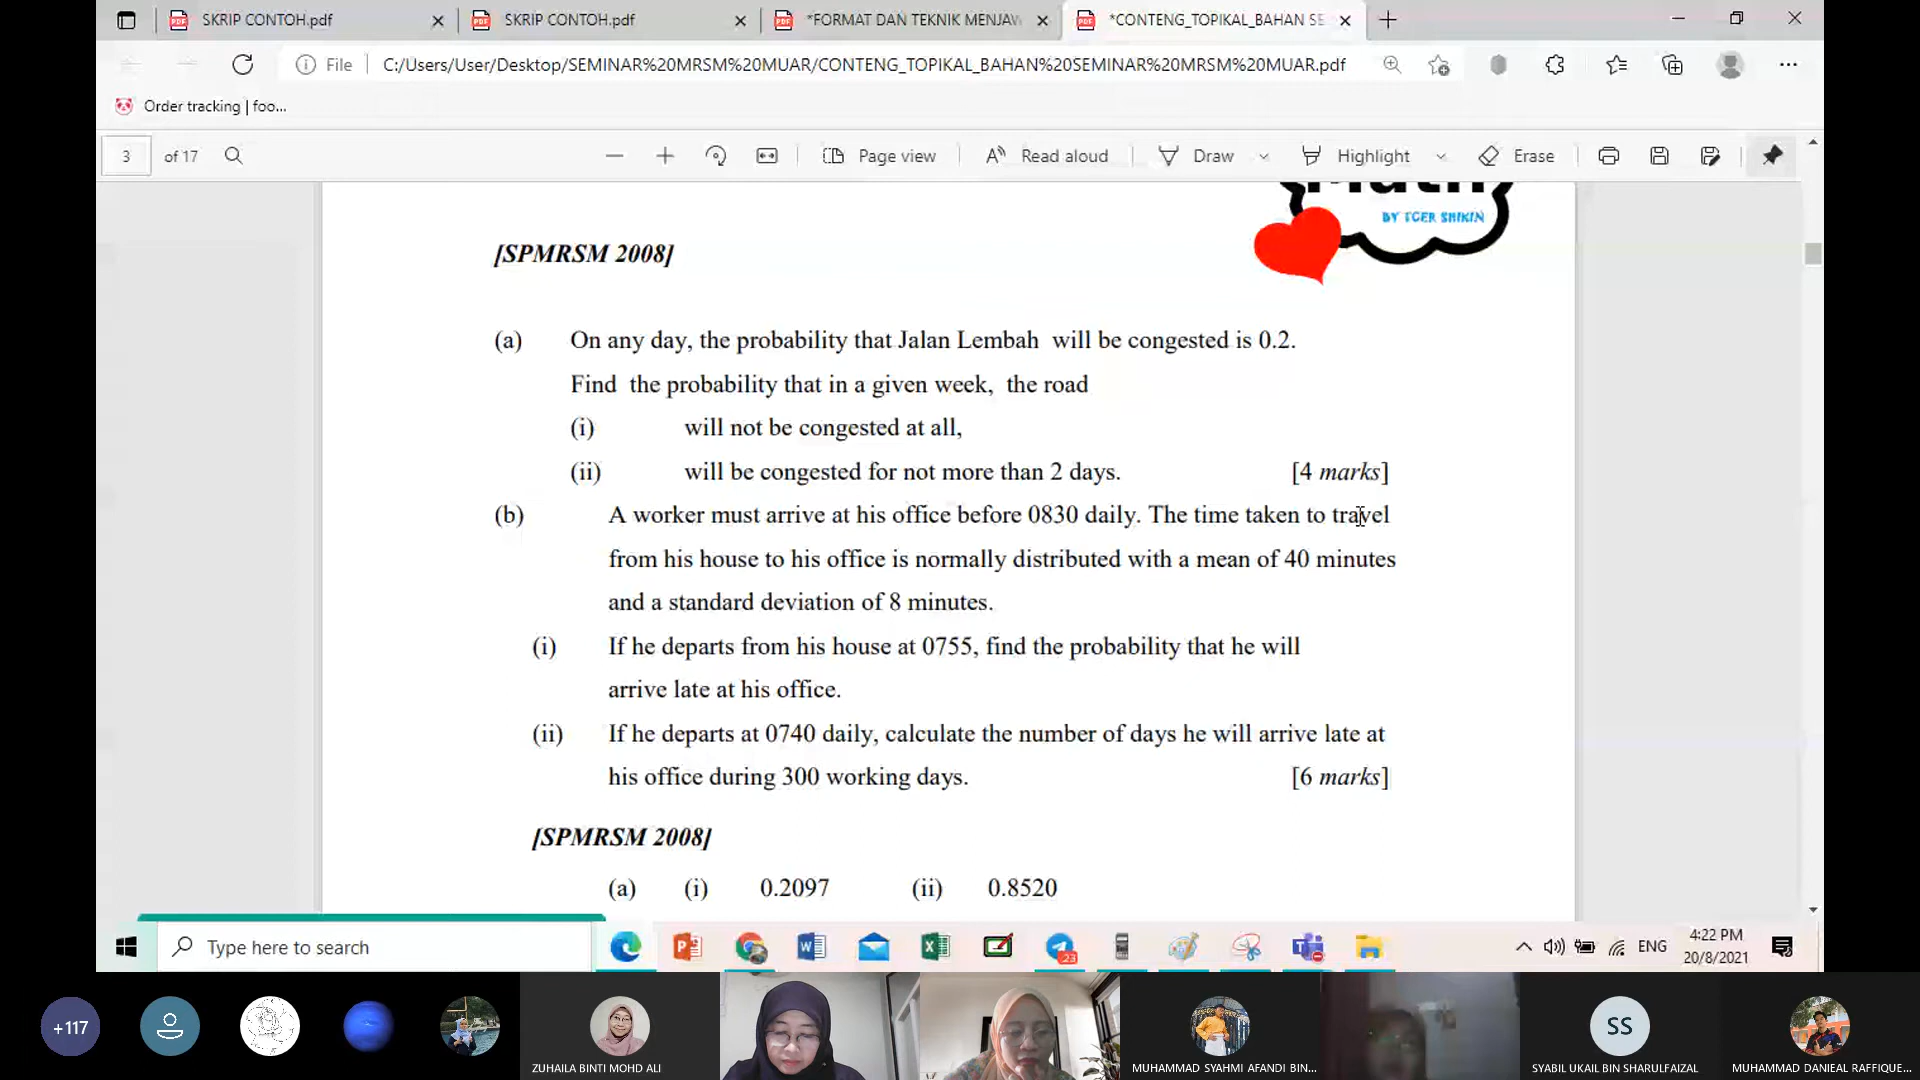 SKRIP CONTOH.pdf
SKRIP CONTOH.pdf
*FORMAT DAN TEKNIK MENJAW
*CONTENG_TOPIKAL_BAHAN SE
File
C:/Users/User/Desktop/SEMINAR%20MRSM%20MUAR/CONTENG_TOPIKAL_BAHAN%20SEMINAR%20MRSM%20MUAR.pdf
Order tracking | foo...
3 of 17
Page view
Read aloud
Draw
Highlight
Erase
Math
BY TCER SHIKIN
[SPMRSM 2008]
(a) On any day, the probability that Jalan Lembah will be congested is 0.2.
Find the probability that in a given week, the road
(i) will not be congested at all,
(ii) will be congested for not more than 2 days. [4 marks]
(b) A worker must arrive at his office before 0830 daily. The time taken to travel
from his house to his office is normally distributed with a mean of 40 minutes
and a standard deviation of 8 minutes.
(i) If he departs from his house at 0755, find the probability that he will
arrive late at his office.
(ii) If he departs at 0740 daily, calculate the number of days he will arrive late at
his office during 300 working days. [6 marks]
[SPMRSM 2008]
(a) (i) 0.2097 (ii) 0.8520
Type here to search
23
ENG
4:22 PM
20/8/2021
+117
ZUHAILA BINTI MOHD ALI
MUHAMMAD SYAHMI AFANDI BIN...
SS
SYABIL UKAIL BIN SHARULFAIZAL
MUHAMMAD DANIEAL RAFFIQUE...